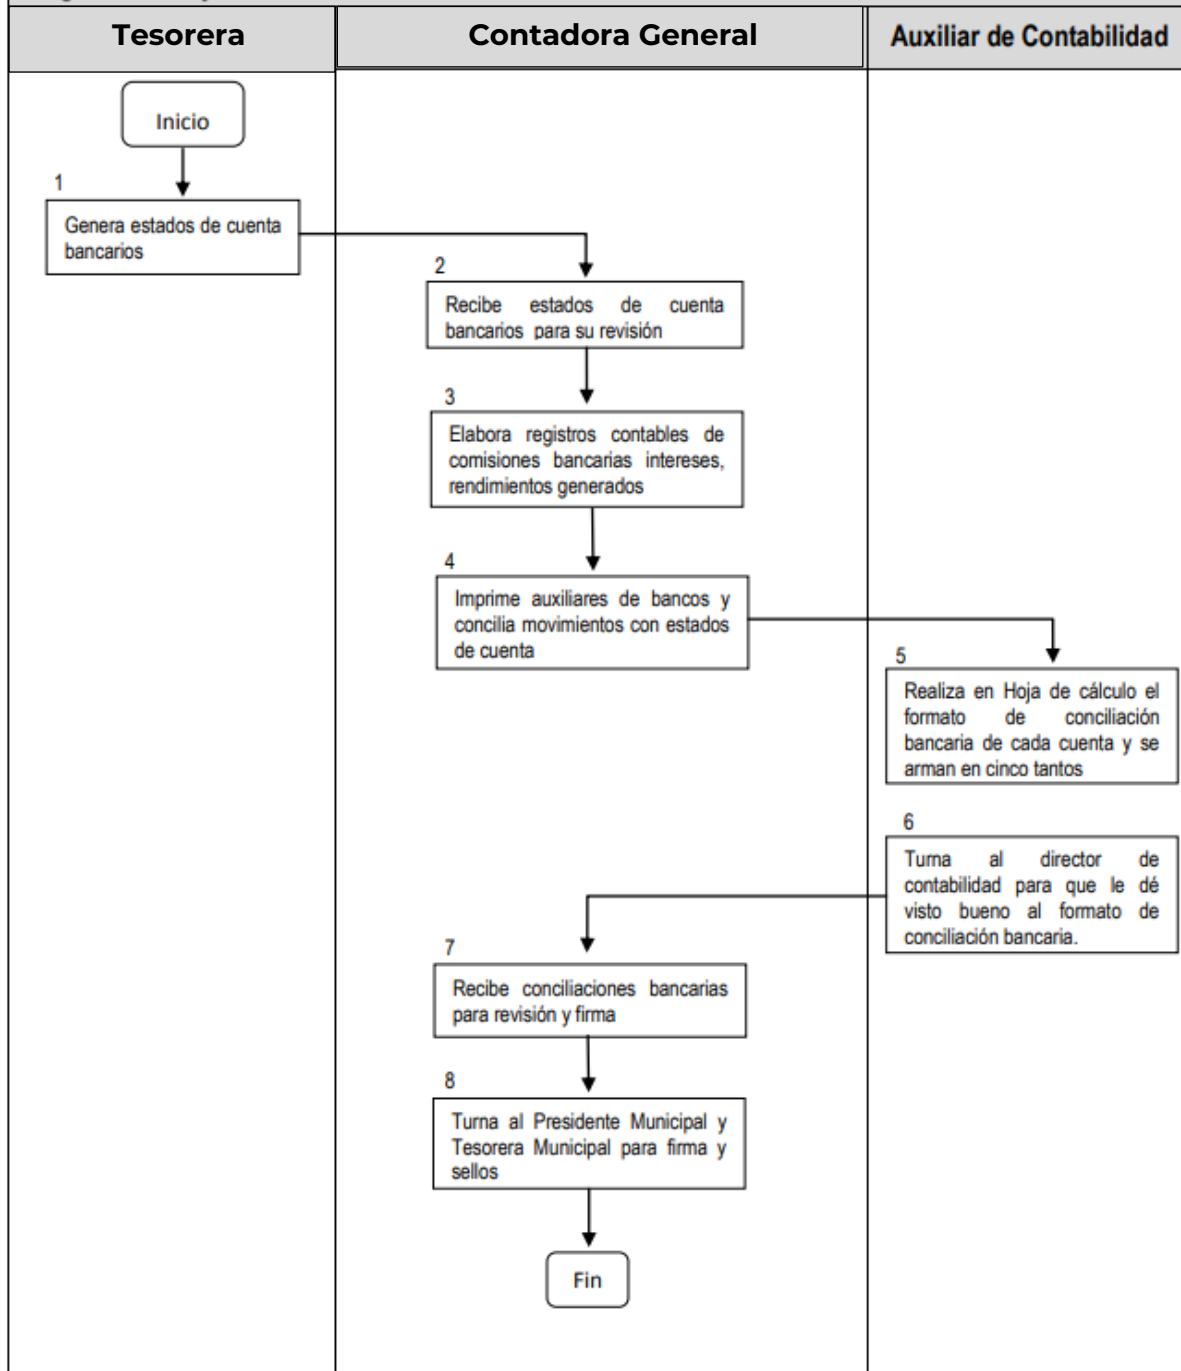 Tesorera
Contadora General
Auxiliar de Contabilidad
Inicio
1
Genera estados de cuenta
bancarios
2
Recibe estados de cuenta
bancarios para su revisión
3
Elabora registros contables de
comisiones bancarias intereses,
rendimientos generados
4
Imprime auxiliares de bancos y
concilia movimientos con estados
de cuenta
5
Realiza en Hoja de cálculo el
formato de conciliación
bancaria de cada cuenta y se
arman en cinco tantos
6
Turna al director de
contabilidad para que le dé
visto bueno al formato de
conciliación bancaria.
7
Recibe conciliaciones bancarias
para revisión y firma
8
Turna al Presidente Municipal y
Tesorera Municipal para firma y
sellos
Fin